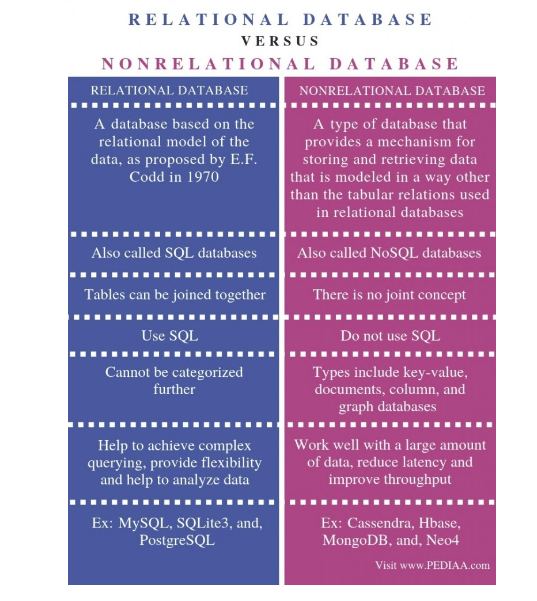 RELATIONAL DATABASE
VERSUS
NONRELATIONAL DATABASE
RELATIONAL DATABASE
A database based on the
relational model of the
data, as proposed by E.F.
Codd in 1970
Also called SQL databases
Tables can be joined together
Use SQL
Cannot be categorized
further
Help to achieve complex
querying, provide flexibility
and help to analyze data
Ex: MySQL, SQLite3, and,
PostgreSQL
NONRELATIONAL DATABASE
A type of database that
provides a mechanism for
storing and retrieving data
that is modeled in a way other
than the tabular relations used
in relational databases
Also called NoSQL databases
There is no joint concept
Do not use SQL
Types include key-value,
documents, column, and
graph databases
Work well with a large amount
of data, reduce latency and
improve throughput
Ex: Cassendra, Hbase,
MongoDB, and, Neo4
Visit www.PEDIAA.com